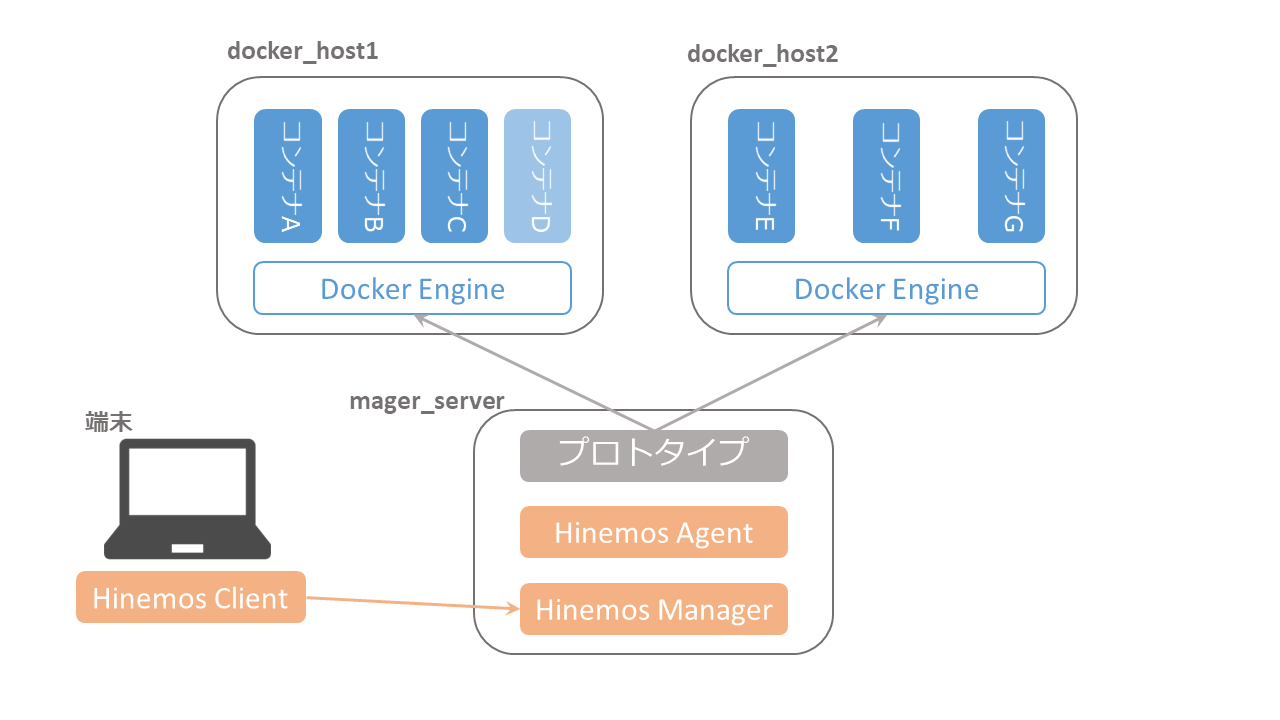 docker_host1
docker_host2
コンテナA
コンテナB
コンテナC
コンテナD
コンテナE
コンテナF
コンテナG
Docker Engine
Docker Engine
mager_server
端末
プロトタイプ
Hinemos Agent
Hinemos Client
Hinemos Manager